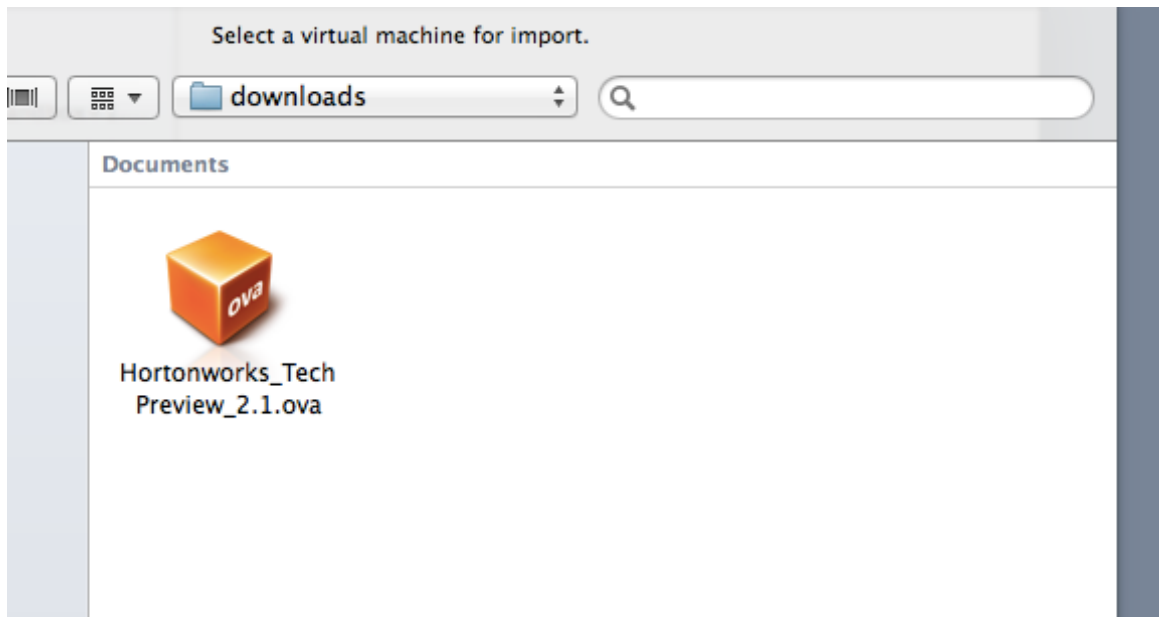 Select a virtual machine for import.
downloads
Documents
ova
Hortonworks_Tech
Preview_2.1.ova